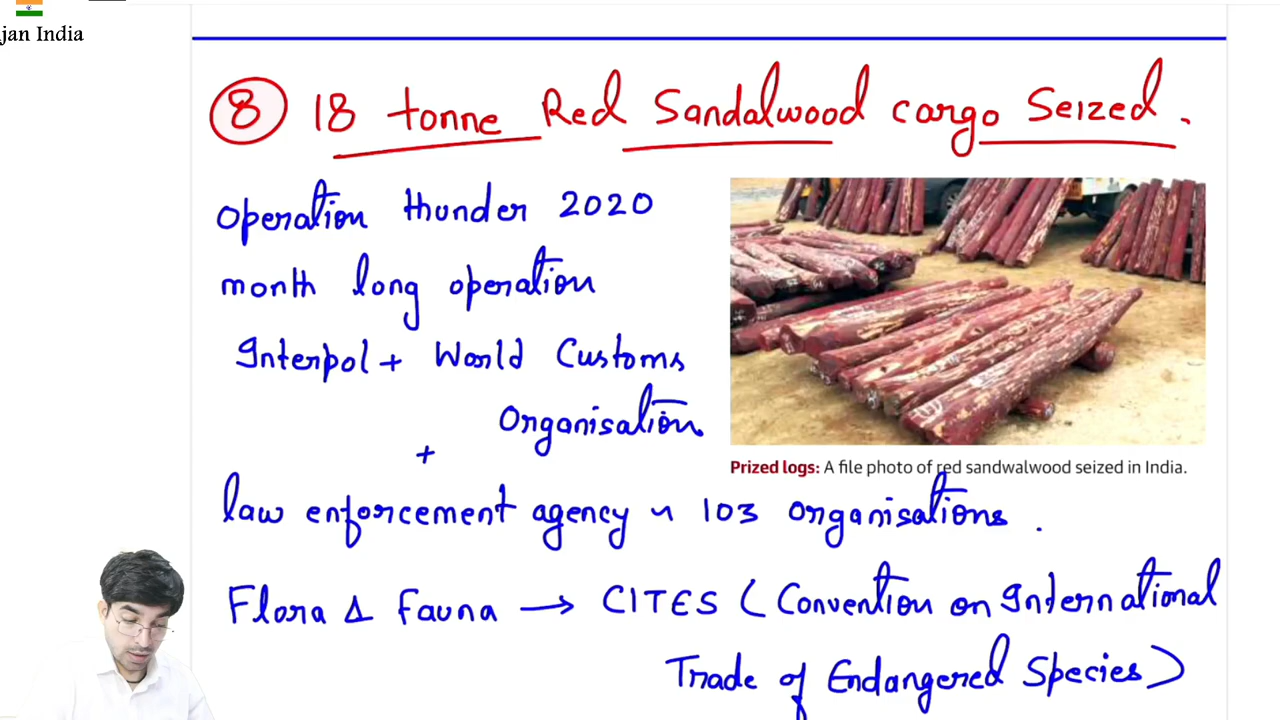 jan India
8 18 tonne Red Sandalwood cargo Seized.
Operation thunder 2020
month long operation
Interpol + World Customs
Organisation
+
Prized logs: A file photo of red sandwalwood seized in India.
law enforcement agency ~ 103 organisations.
Flora & Fauna → CITES (Convention on International
Trade of Endangered Species)